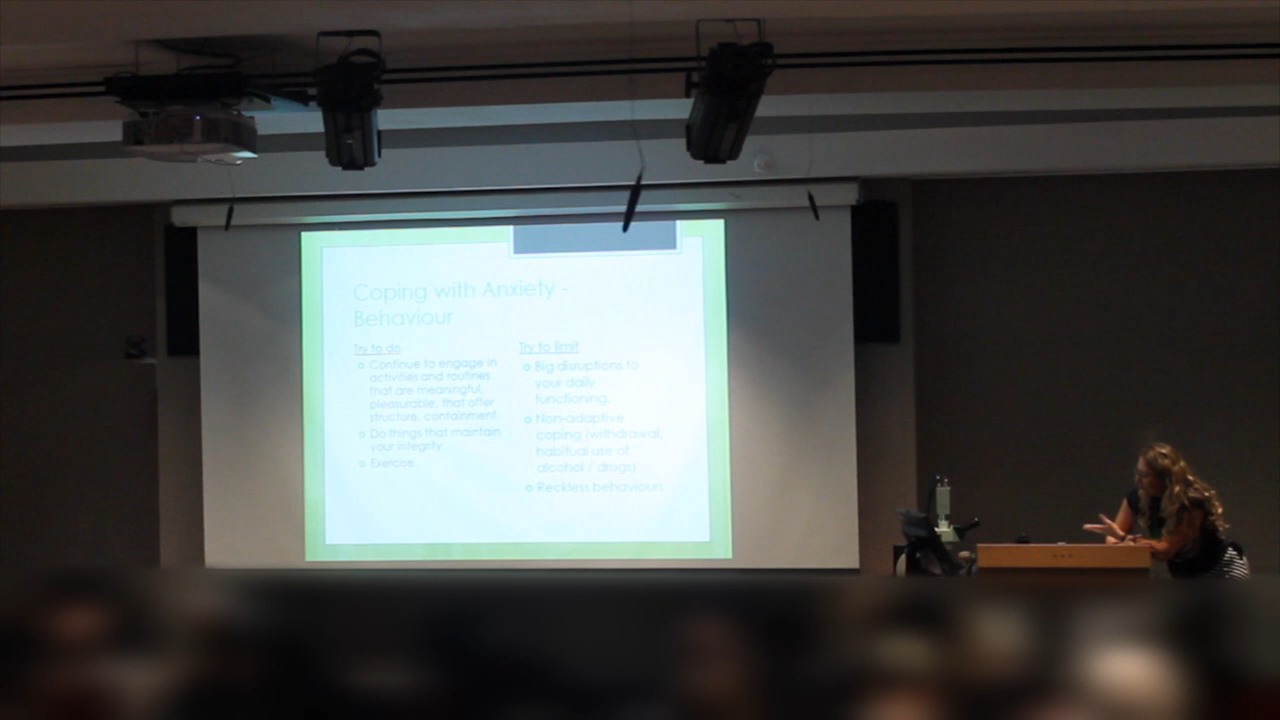 Coping with Anxiety -
Behaviour
Try to do
Continue to engage in
activities and routines
that are meaningful,
pleasurable, that offer
structure, containment
Do things that maintain
your integrity
Exercise
Try to limit
Big disruptions to
your daily
functioning.
Non-adaptive
coping (withdrawal,
habitual use of
alcohol / drugs)
Reckless behaviours